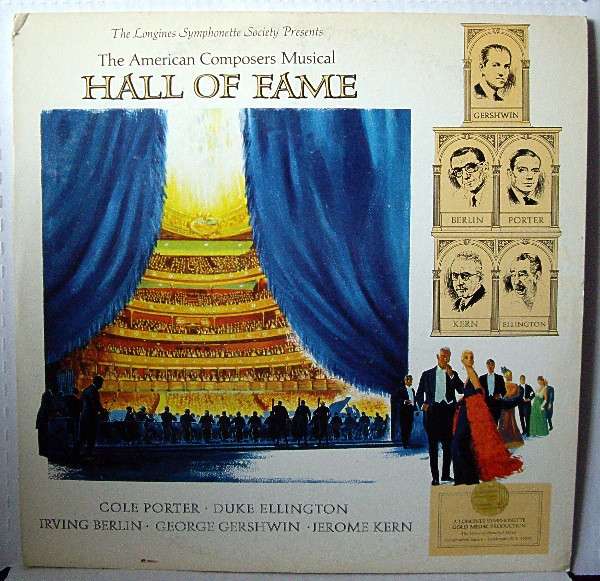 The Longines Symphonette Society Presents
The American Composers Musical
HALL OF FAME
GERSHWIN
BERLIN
PORTER
KERN
ELLINGTON
COLE PORTER · DUKE ELLINGTON
IRVING BERLIN · GEORGE GERSHWIN · JEROME KERN
A LONGINES SYMPHONETTE
GOLD MEDAL PRODUCTION